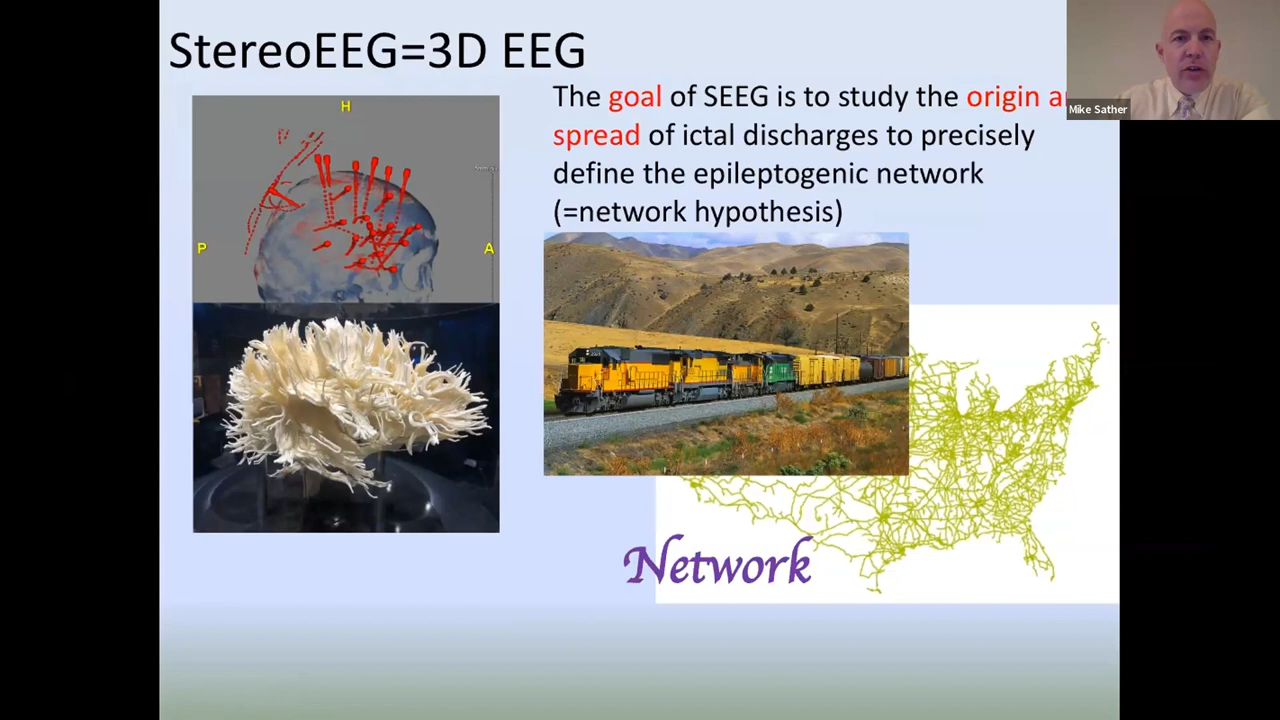 StereoEEG=3D EEG
The goal of SEEG is to study the origin a
spread of ictal discharges to precisely
define the epileptogenic network
(=network hypothesis)
Mike Sather
H
P
A
Network